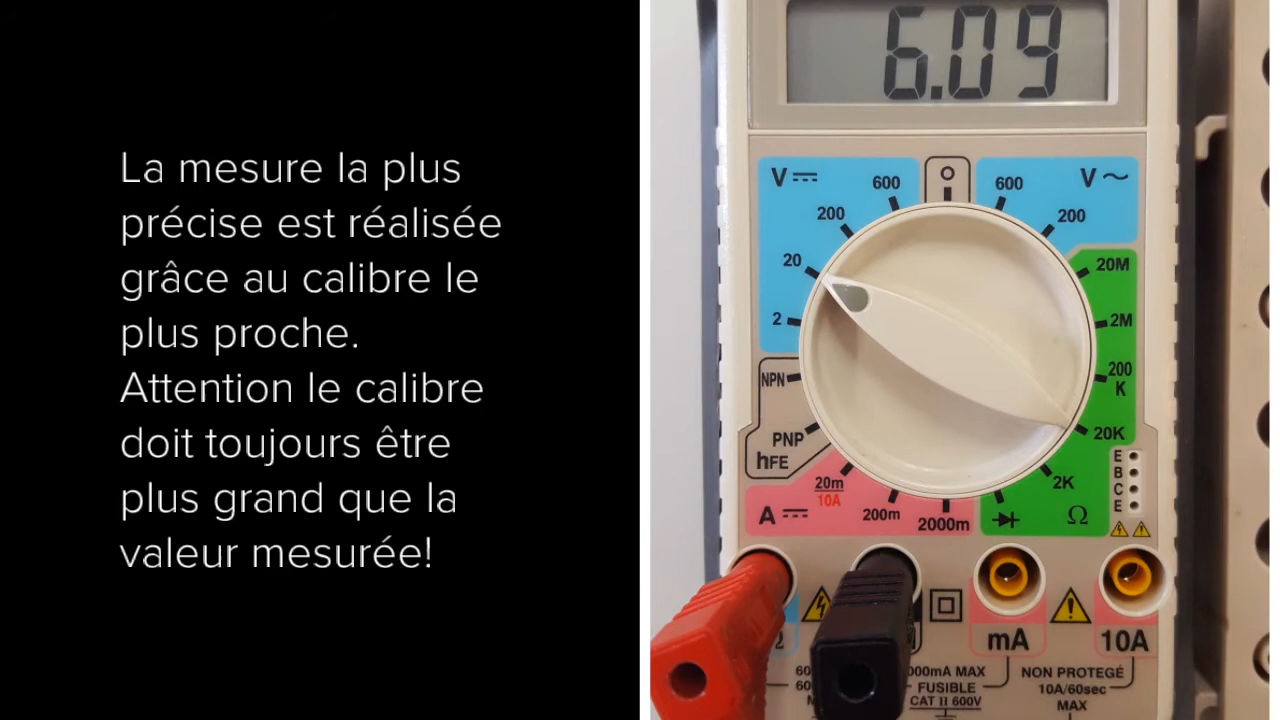 La mesure la plus
précise est réalisée
grâce au calibre le
plus proche.
Attention le calibre
doit toujours être
plus grand que la
valeur mesurée!
6.09
V
600
600
V
200
200
20
20M
2
2M
NPN
200
K
PNP
20K
hFE
E
B
C
E
20m
10A
2K
A
200m
2000m
Ω
mA
10A
MAX
FUSIBLE
CAT II 600V
NON PROTEGÉ
10A/60sec
MAX